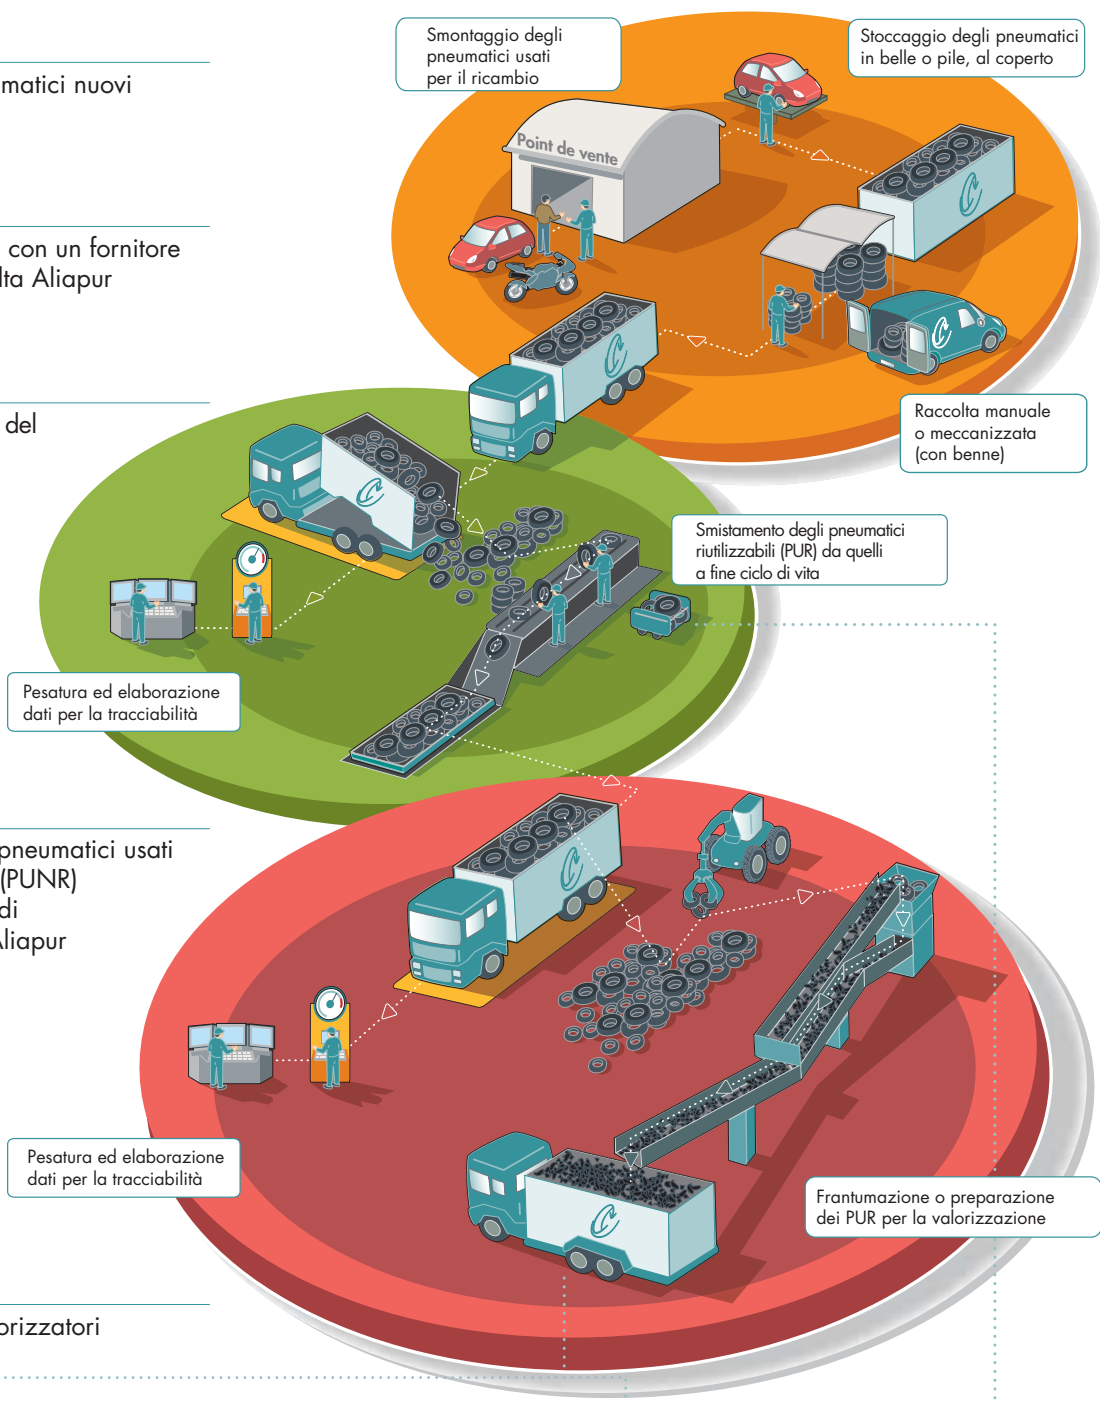 Smontaggio degli
pneumatici usati
per il ricambio
Stoccaggio degli pneumatici
in belle o pile, al coperto
matici nuovi
Point de vente
con un fornitore
lta Aliapur
Raccolta manuale
o meccanizzata
(con benne)
del
Smistamento degli pneumatici
riutilizzabili (PUR) da quelli
a fine ciclo di vita
Pesatura ed elaborazione
dati per la tracciabilità
pneumatici usati
(PUNR)
di
Aliapur
Pesatura ed elaborazione
dati per la tracciabilità
Frantumazione o preparazione
dei PUR per la valorizzazione
orizzatori